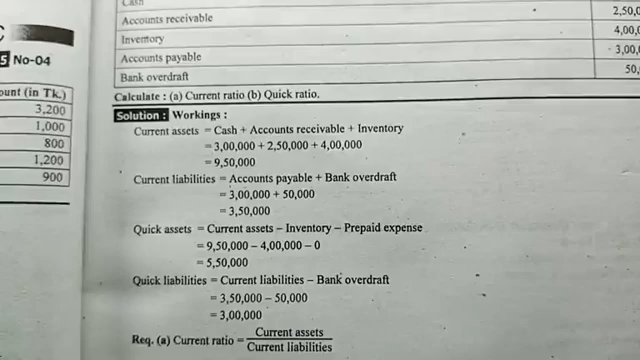 No-04
ount (in Tk.)
3,200
1,000
800
1,200
900
Cash
Accounts receivable 2,50,0
Inventory 4,00,0
Accounts payable 3,00,
Bank overdraft 50,
Calculate : (a) Current ratio (b) Quick ratio.
Solution : Workings :
Current assets = Cash + Accounts receivable + Inventory
= 3,00,000 + 2,50,000 + 4,00,000
= 9,50,000
Current liabilities = Accounts payable + Bank overdraft
= 3,00,000 + 50,000
= 3,50,000
Quick assets = Current assets – Inventory – Prepaid expense
= 9,50,000 – 4,00,000 – 0
= 5,50,000
Quick liabilities = Current liabilities – Bank overdraft
= 3,50,000 – 50,000
= 3,00,000
Req. (a) Current ratio = Current assets
Current liabilities